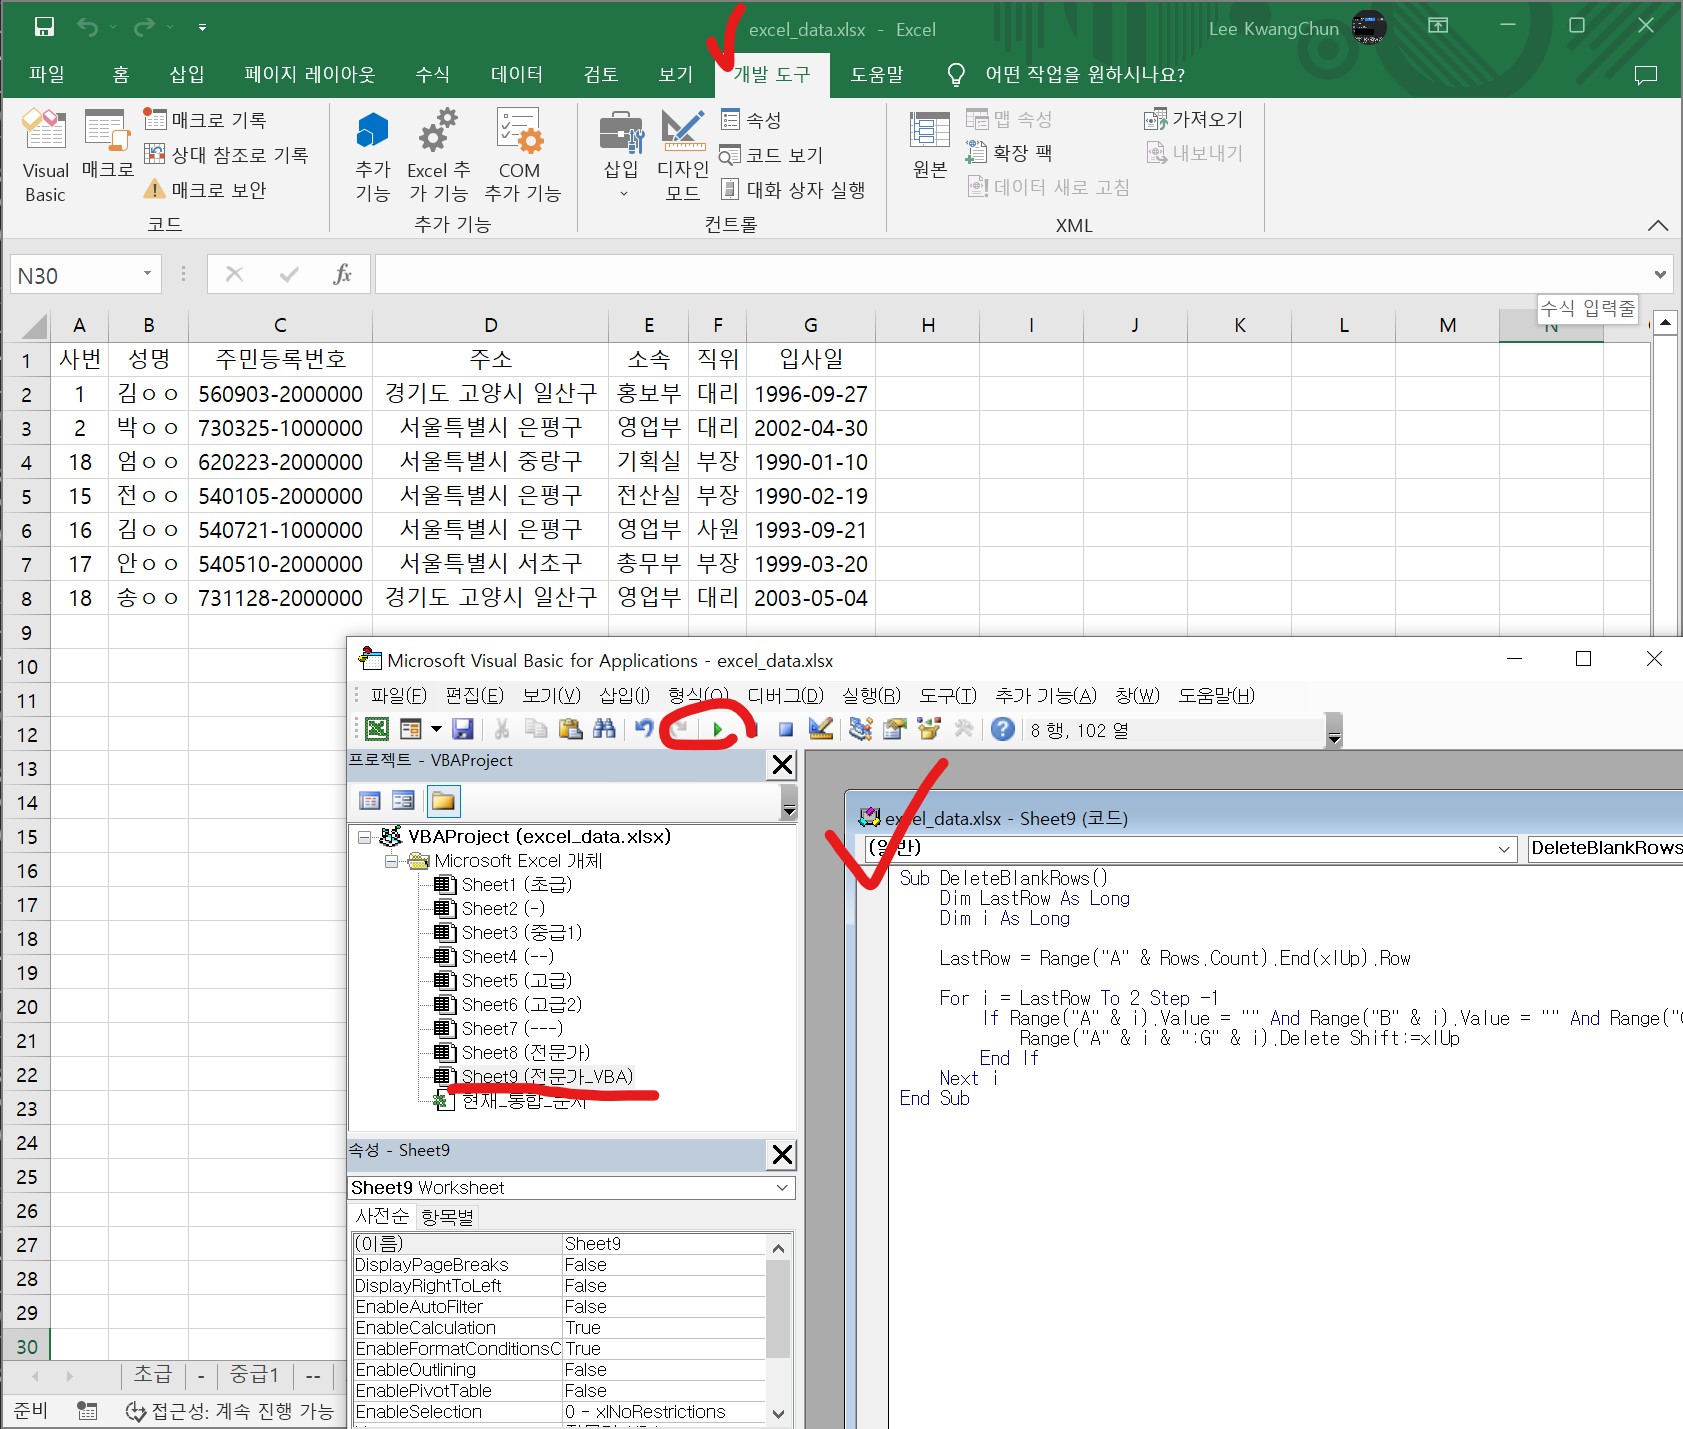 excel_data.xlsx - Excel
Lee KwangChun
파일 홈 삽입 페이지 레이아웃 수식 데이터 검토 보기 개발 도구 도움말 어떤 작업을 원하시나요?
Visual Basic
매크로
매크로 기록
상대 참조로 기록
매크로 보안
코드
추가 기능
Excel 추가 기능
COM 추가 기능
추가 기능
삽입
디자인 모드
속성
코드 보기
대화 상자 실행
컨트롤
원본
맵 속성
확장 팩
데이터 새로 고침
가져오기
내보내기
XML
N30
fx
수식 입력줄
A B C D E F G H I J K L M N
1 사번 성명 주민등록번호 주소 소속 직위 입사일
2 1 김ㅇㅇ 560903-2000000 경기도 고양시 일산구 홍보부 대리 1996-09-27
3 2 박ㅇㅇ 730325-1000000 서울특별시 은평구 영업부 대리 2002-04-30
4 18 엄ㅇㅇ 620223-2000000 서울특별시 중랑구 기획실 부장 1990-01-10
5 15 전ㅇㅇ 540105-2000000 서울특별시 은평구 전산실 부장 1990-02-19
6 16 김ㅇㅇ 540721-1000000 서울특별시 은평구 영업부 사원 1993-09-21
7 17 안ㅇㅇ 540510-2000000 서울특별시 서초구 총무부 부장 1999-03-20
8 18 송ㅇㅇ 731128-2000000 경기도 고양시 일산구 영업부 대리 2003-05-04
9
10
11
12
13
14
15
16
17
18
19
20
21
22
23
24
25
26
27
28
29
30
초급 - 중급1 --
준비 접근성: 계속 진행 가능
Microsoft Visual Basic for Applications - excel_data.xlsx
파일(F) 편집(E) 보기(V) 삽입(I) 형식(O) 디버그(D) 실행(R) 도구(T) 추가 기능(A) 창(W) 도움말(H)
8 행, 102 열
프로젝트 - VBAProject
VBAProject (excel_data.xlsx)
Microsoft Excel 개체
Sheet1 (초급)
Sheet2 (-)
Sheet3 (중급1)
Sheet4 (--)
Sheet5 (고급)
Sheet6 (고급2)
Sheet7 (---)
Sheet8 (전문가)
Sheet9 (전문가_VBA)
현재_통합_문서
속성 - Sheet9
Sheet9 Worksheet
사전순 항목별
(이름) Sheet9
DisplayPageBreaks False
DisplayRightToLeft False
EnableAutoFilter False
EnableCalculation True
EnableFormatConditionsC True
EnableOutlining False
EnablePivotTable False
EnableSelection 0 - xlNoRestrictions
excel_data.xlsx - Sheet9 (코드)
(일반) DeleteBlankRows
Sub DeleteBlankRows()
Dim LastRow As Long
Dim i As Long
LastRow = Range("A" & Rows.Count).End(xlUp).Row
For i = LastRow To 2 Step -1
If Range("A" & i).Value = "" And Range("B" & i).Value = "" And Range("
Range("A" & i & ":G" & i).Delete Shift:=xlUp
End If
Next i
End Sub